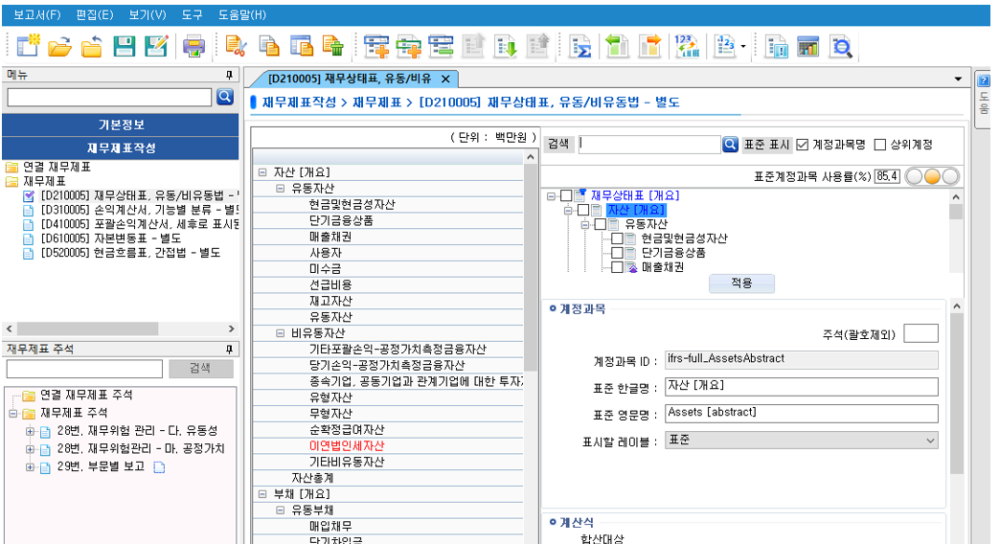 보고서(F) 편집(E) 보기(V) 도구 도움말(H)
메뉴
기본정보
재무제표작성
연결 재무제표
재무제표
[D210005] 재무상태표, 유동/비유동법 -
[D310005] 손익계산서, 기능별 분류 - 별
[D410005] 포괄손익계산서, 세후로 표시
[D610005] 자본변동표 - 별도
[D520005] 현금흐름표, 간접법 - 별도
재무제표 주석
검색
연결 재무제표 주석
재무제표 주석
28번, 재무위험 관리 - 다, 유동성
28번, 재무위험관리 - 마, 공정가치
29번, 부문별 보고
[D210005] 재무상태표, 유동/비유 ×
재무제표작성 > 재무제표 > [D210005] 재무상태표, 유동/비유동법 - 별도
( 단위 : 백만원 )
자산 [개요]
유동자산
현금및현금성자산
단기금융상품
매출채권
사용자
미수금
선급비용
재고자산
유동자산
비유동자산
기타포괄손익-공정가치측정금융자산
당기손익-공정가치측정금융자산
종속기업, 공동기업과 관계기업에 대한 투자
유형자산
무형자산
순확정급여자산
이연법인세자산
기타비유동자산
자산총계
부채 [개요]
유동부채
매입채무
단기차입금
검색 표준 표시 계정과목명 상위계정
표준계정과목 사용률(%) 85,4
재무상태표 [개요]
자산 [개요]
유동자산
현금및현금성자산
단기금융상품
매출채권
적용
계정과목
주석(괄호제외)
계정과목 ID : ifrs-full_AssetsAbstract
표준 한글명 : 자산 [개요]
표준 영문명 : Assets [abstract]
표시할 레이블 : 표준
계산식
합산대상
도움